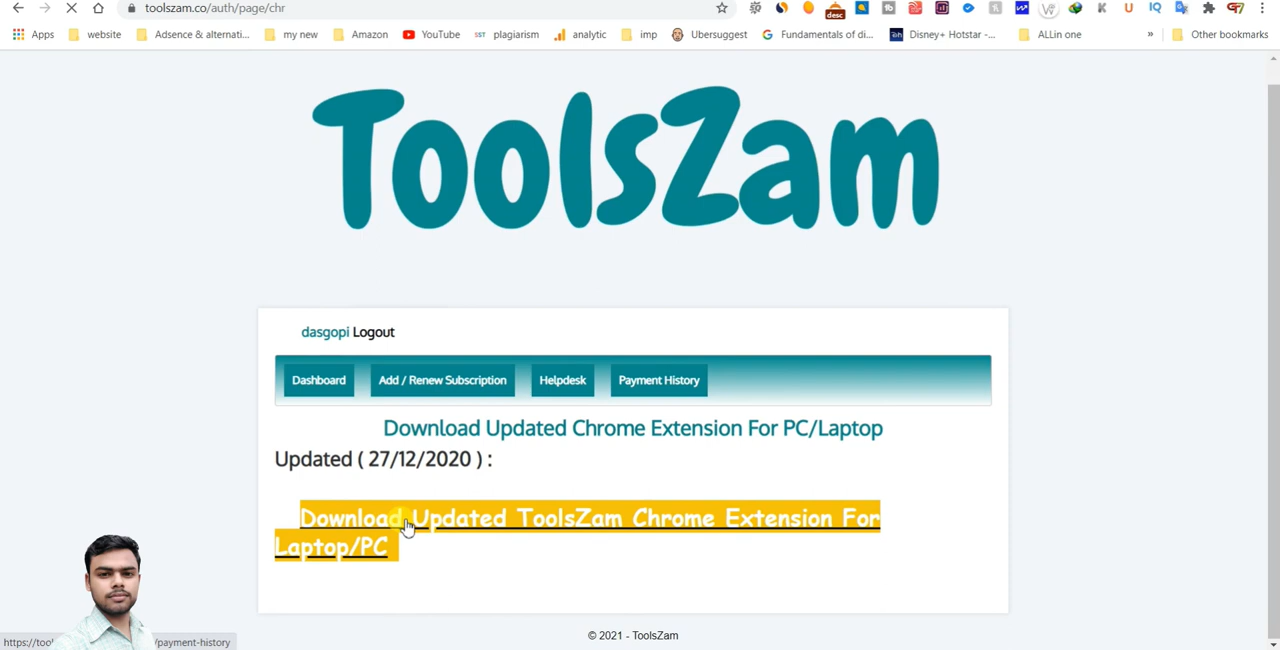 toolszam.co/auth/page/chr
desc
Apps website Adsence & alternati... my new Amazon YouTube SST plagiarism analytic imp Ubersuggest Fundamentals of di... Disney+ Hotstar -... ALLin one » Other bookmarks
ToolsZam
dasgopi Logout
Dashboard Add / Renew Subscription Helpdesk Payment History
Download Updated Chrome Extension For PC/Laptop
Updated ( 27/12/2020 ) :
Download Updated ToolsZam Chrome Extension For
Laptop/PC
© 2021 - ToolsZam
https://tool /payment-history